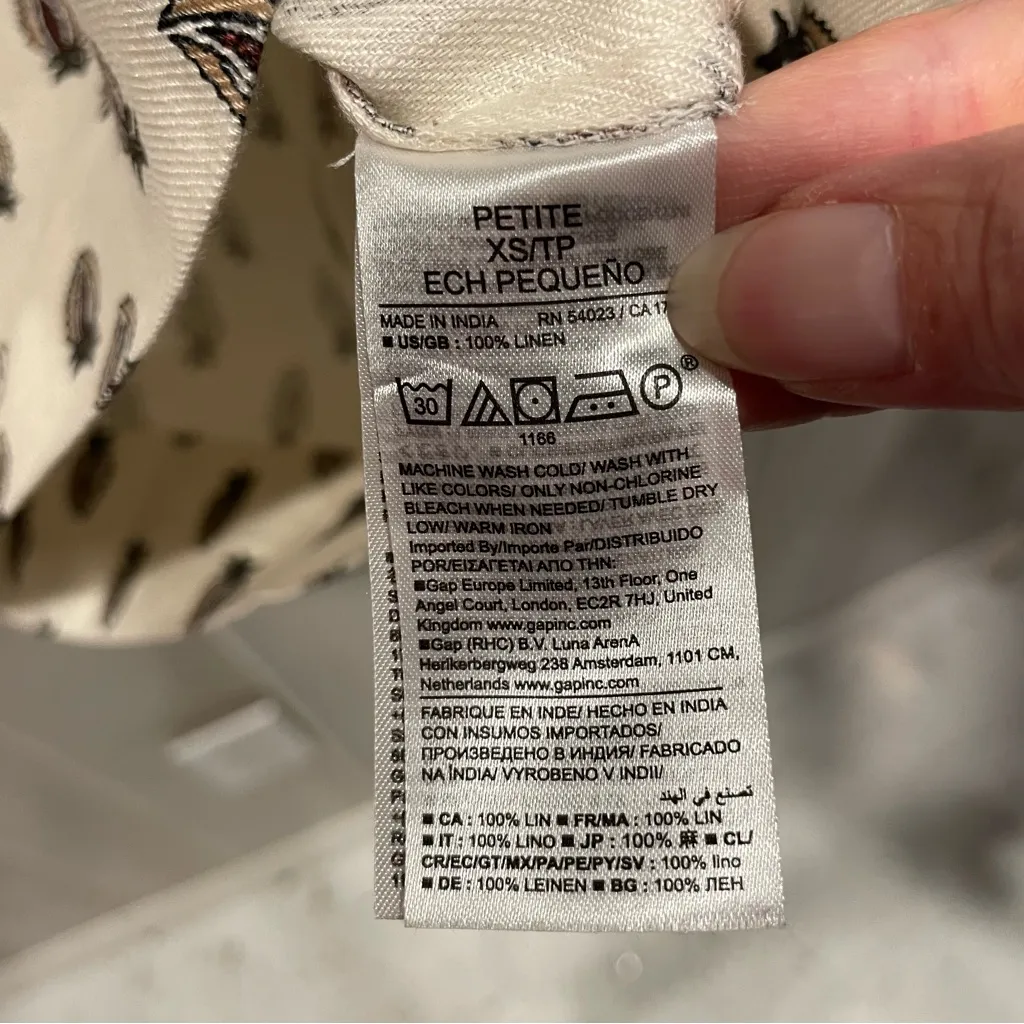 PETITE
XS/TP
ECH PEQUEÑO
MADE IN INDIA RN 54023 / CA 17
■ US/GB : 100% LINEN
30 P ®
1166
MACHINE WASH COLD/ WASH WITH
LIKE COLORS/ ONLY NON-CHLORINE
BLEACH WHEN NEEDED/ TUMBLE DRY
LOW/ WARM IRON
Imported By/Importe Par/DISTRIBUIDO
POR/ΕΙΣΑΓΕΤΑΙ ΑΠΟ ΤΗΝ:
■Gap Europe Limited, 13th Floor, One
Angel Court, London, EC2R 7HJ, United
Kingdom www.gapinc.com
■Gap (RHC) B.V. Luna ArenA
Herikerbergweg 238 Amsterdam, 1101 CM,
Netherlands www.gapinc.com
FABRIQUE EN INDE/ HECHO EN INDIA
CON INSUMOS IMPORTADOS/
ПРОИЗВЕДЕНО В ИНДИЯ/ FABRICADO
NA ÍNDIA/ VYROBENO V INDII/
تصنع في الهند
■ CA : 100% LIN ■ FR/MA : 100% LIN
■ IT : 100% LINO ■ JP : 100% 麻 ■ CL/
CR/EC/GT/MX/PA/PE/PY/SV : 100% lino
■ DE : 100% LEINEN ■ BG : 100% ЛЕН